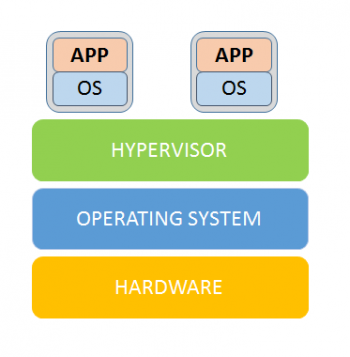 APP
OS
APP
OS
HYPERVISOR
OPERATING SYSTEM
HARDWARE